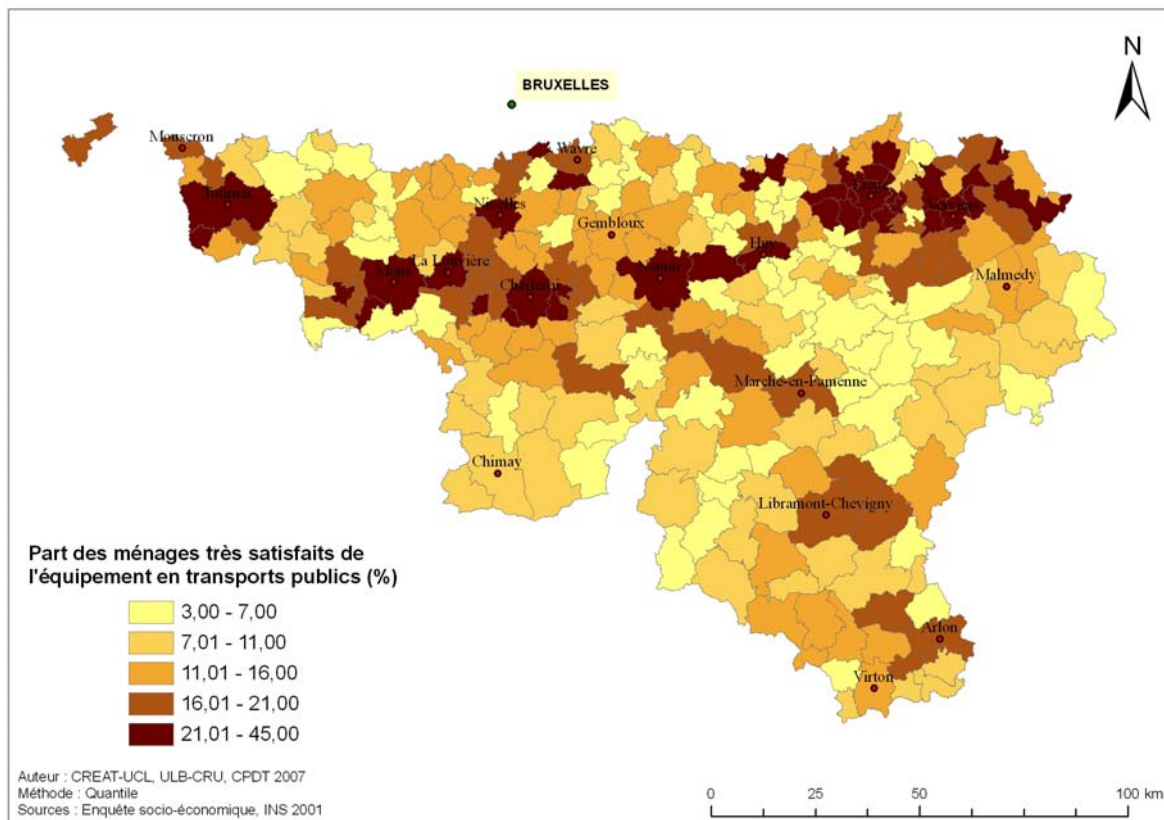 N
BRUXELLES
Mouscron
Wavre
Tournai
Liège
Nivelles
Verviers
Gembloux
Huy
La Louvière
Mons
Namur
Charleroi
Malmedy
Marche-en-Famenne
Chimay
Libramont-Chevigny
Arlon
Virton
Part des ménages très satisfaits de
l'équipement en transports publics (%)
3,00 - 7,00
7,01 - 11,00
11,01 - 16,00
16,01 - 21,00
21,01 - 45,00
Auteur : CREAT-UCL, ULB-CRU, CPDT 2007
Méthode : Quantile
Sources : Enquête socio-économique, INS 2001
0 25 50 100 km